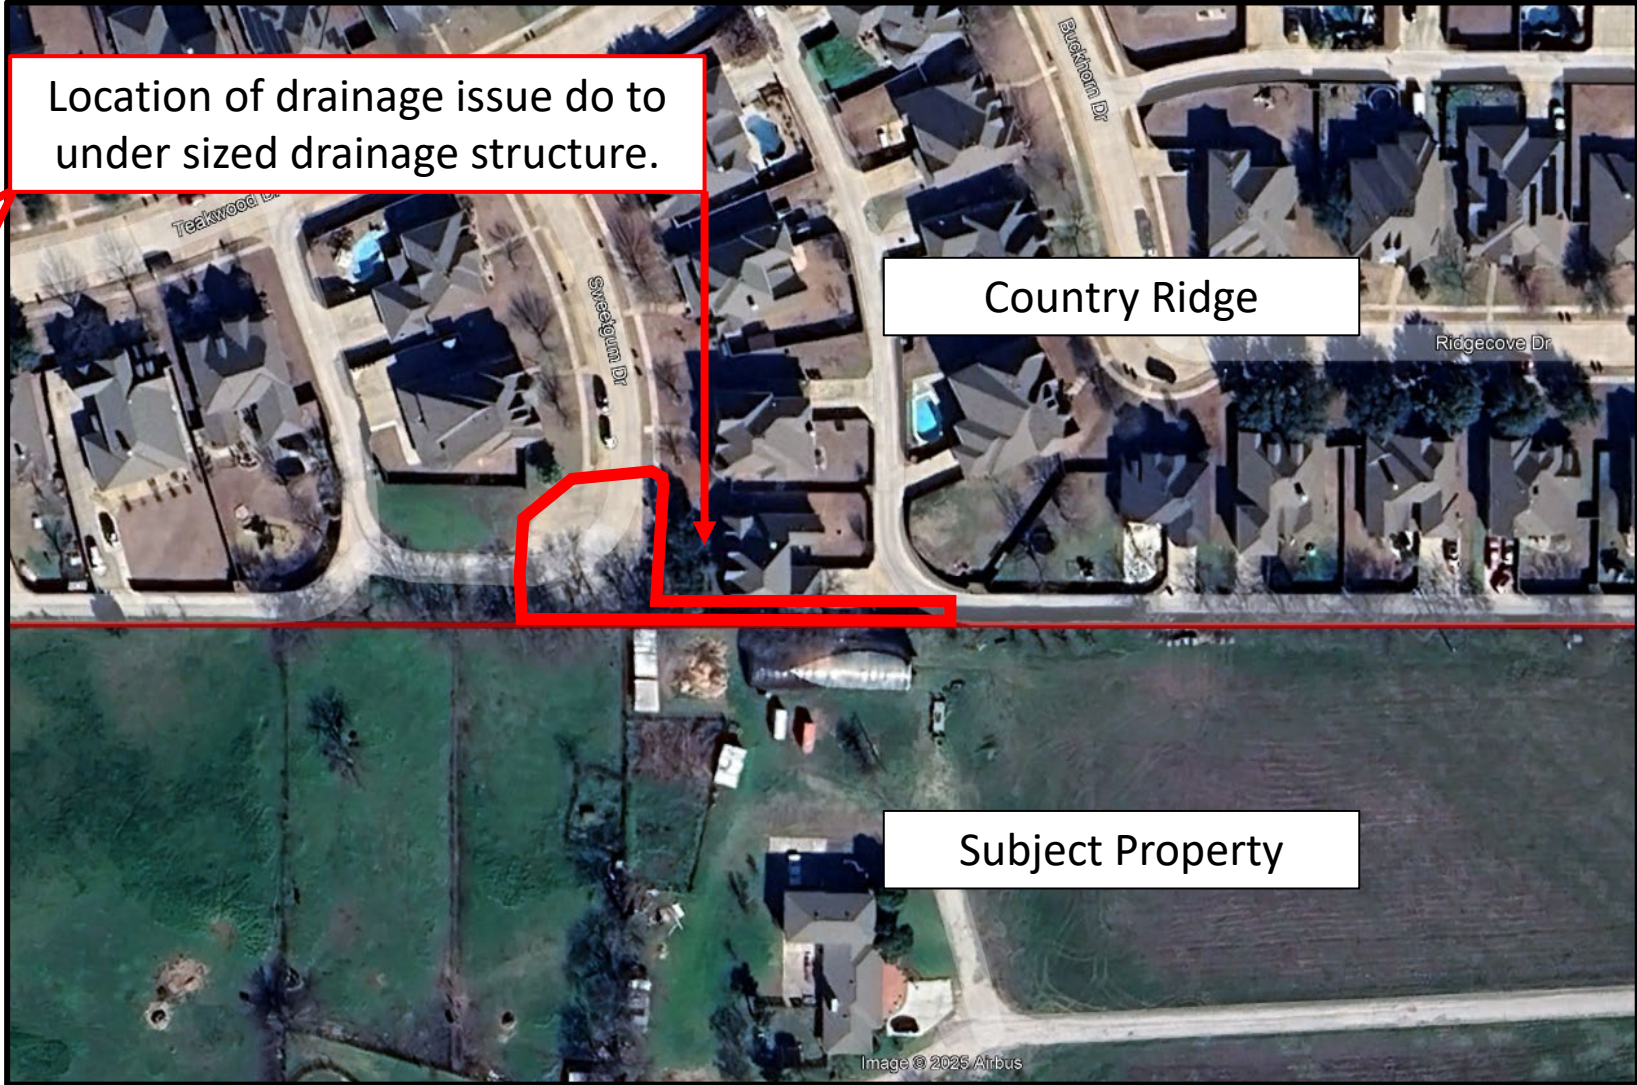 Buckhorn Dr
Location of drainage issue do to
under sized drainage structure.
Teakwood Dr
Sweetgum Dr
Country Ridge
Ridgecove Dr
Subject Property
Image © 2025 Airbus